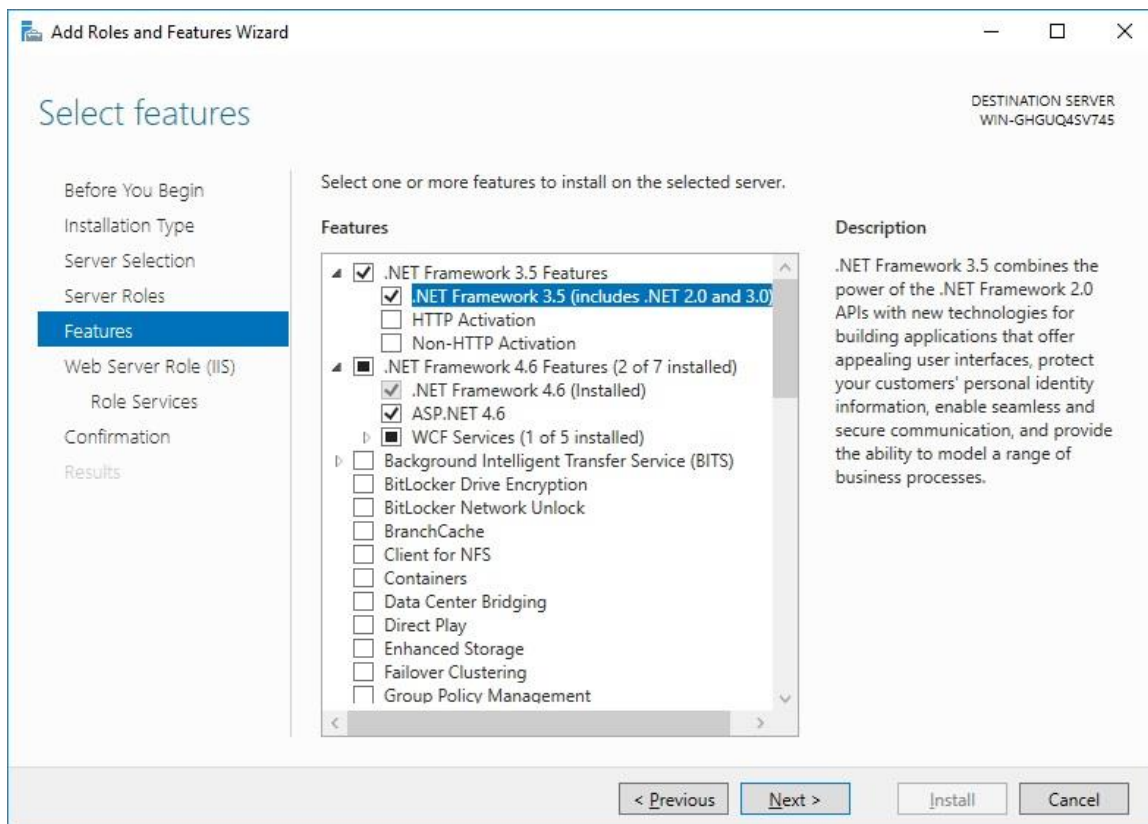 Add Roles and Features Wizard
Select features
DESTINATION SERVER
WIN-GHGUQ4SV745
Before You Begin
Installation Type
Server Selection
Server Roles
Features
Web Server Role (IIS)
Role Services
Confirmation
Results
Select one or more features to install on the selected server.
Features
.NET Framework 3.5 Features
.NET Framework 3.5 (includes .NET 2.0 and 3.0)
HTTP Activation
Non-HTTP Activation
.NET Framework 4.6 Features (2 of 7 installed)
.NET Framework 4.6 (Installed)
ASP.NET 4.6
WCF Services (1 of 5 installed)
Background Intelligent Transfer Service (BITS)
BitLocker Drive Encryption
BitLocker Network Unlock
BranchCache
Client for NFS
Containers
Data Center Bridging
Direct Play
Enhanced Storage
Failover Clustering
Group Policy Management
Description
.NET Framework 3.5 combines the
power of the .NET Framework 2.0
APIs with new technologies for
building applications that offer
appealing user interfaces, protect
your customers' personal identity
information, enable seamless and
secure communication, and provide
the ability to model a range of
business processes.
< Previous
Next >
Install
Cancel